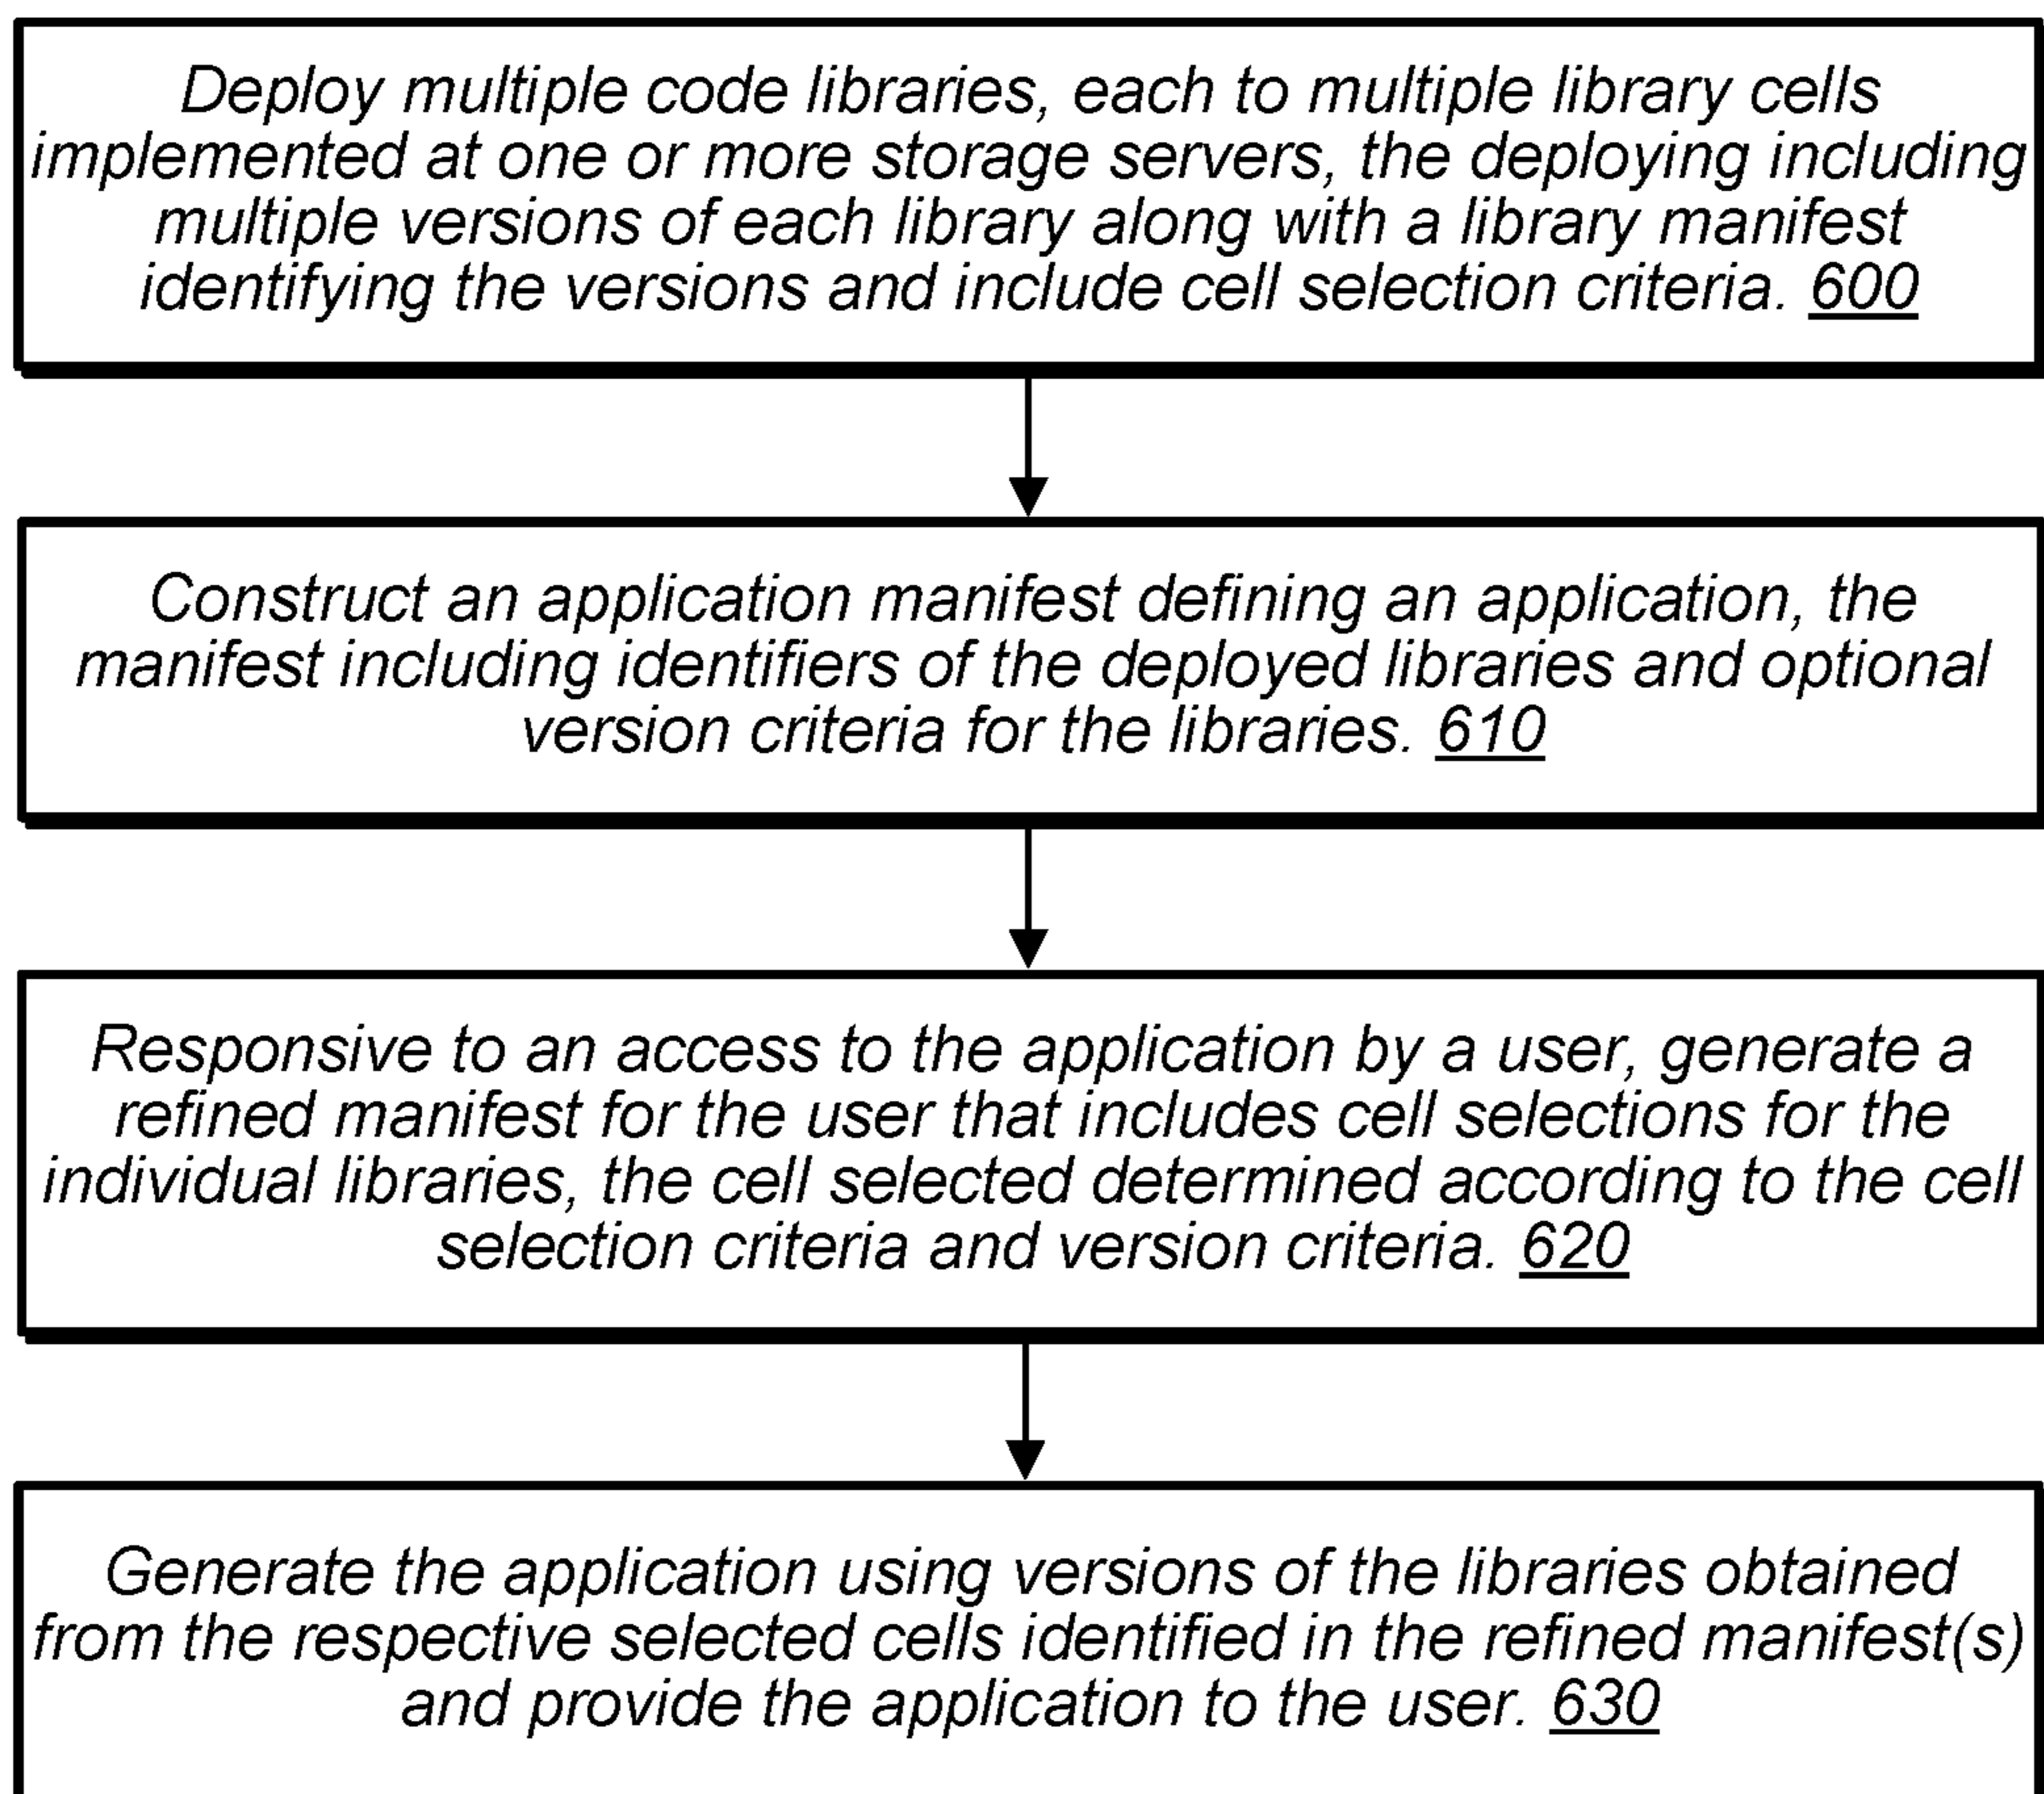 Deploy multiple code libraries, each to multiple library cells
implemented at one or more storage servers, the deploying including
multiple versions of each library along with a library manifest
identifying the versions and include cell selection criteria. 600
Construct an application manifest defining an application, the
manifest including identifiers of the deployed libraries and optional
version criteria for the libraries. 610
Responsive to an access to the application by a user, generate a
refined manifest for the user that includes cell selections for the
individual libraries, the cell selected determined according to the cell
selection criteria and version criteria. 620
Generate the application using versions of the libraries obtained
from the respective selected cells identified in the refined manifest(s)
and provide the application to the user. 630